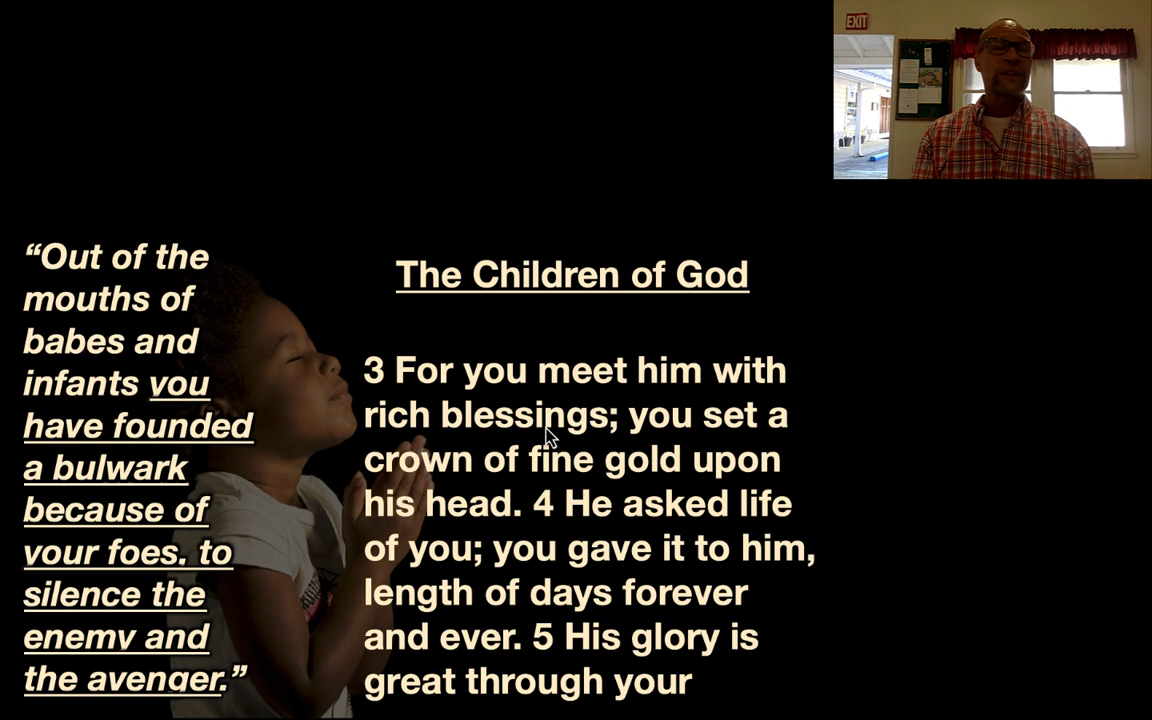 EXIT
“Out of the
mouths of
babes and
infants you
have founded
a bulwark
because of
your foes, to
silence the
enemy and
the avenger.”
The Children of God
3 For you meet him with
rich blessings; you set a
crown of fine gold upon
his head. 4 He asked life
of you; you gave it to him,
length of days forever
and ever. 5 His glory is
great through your